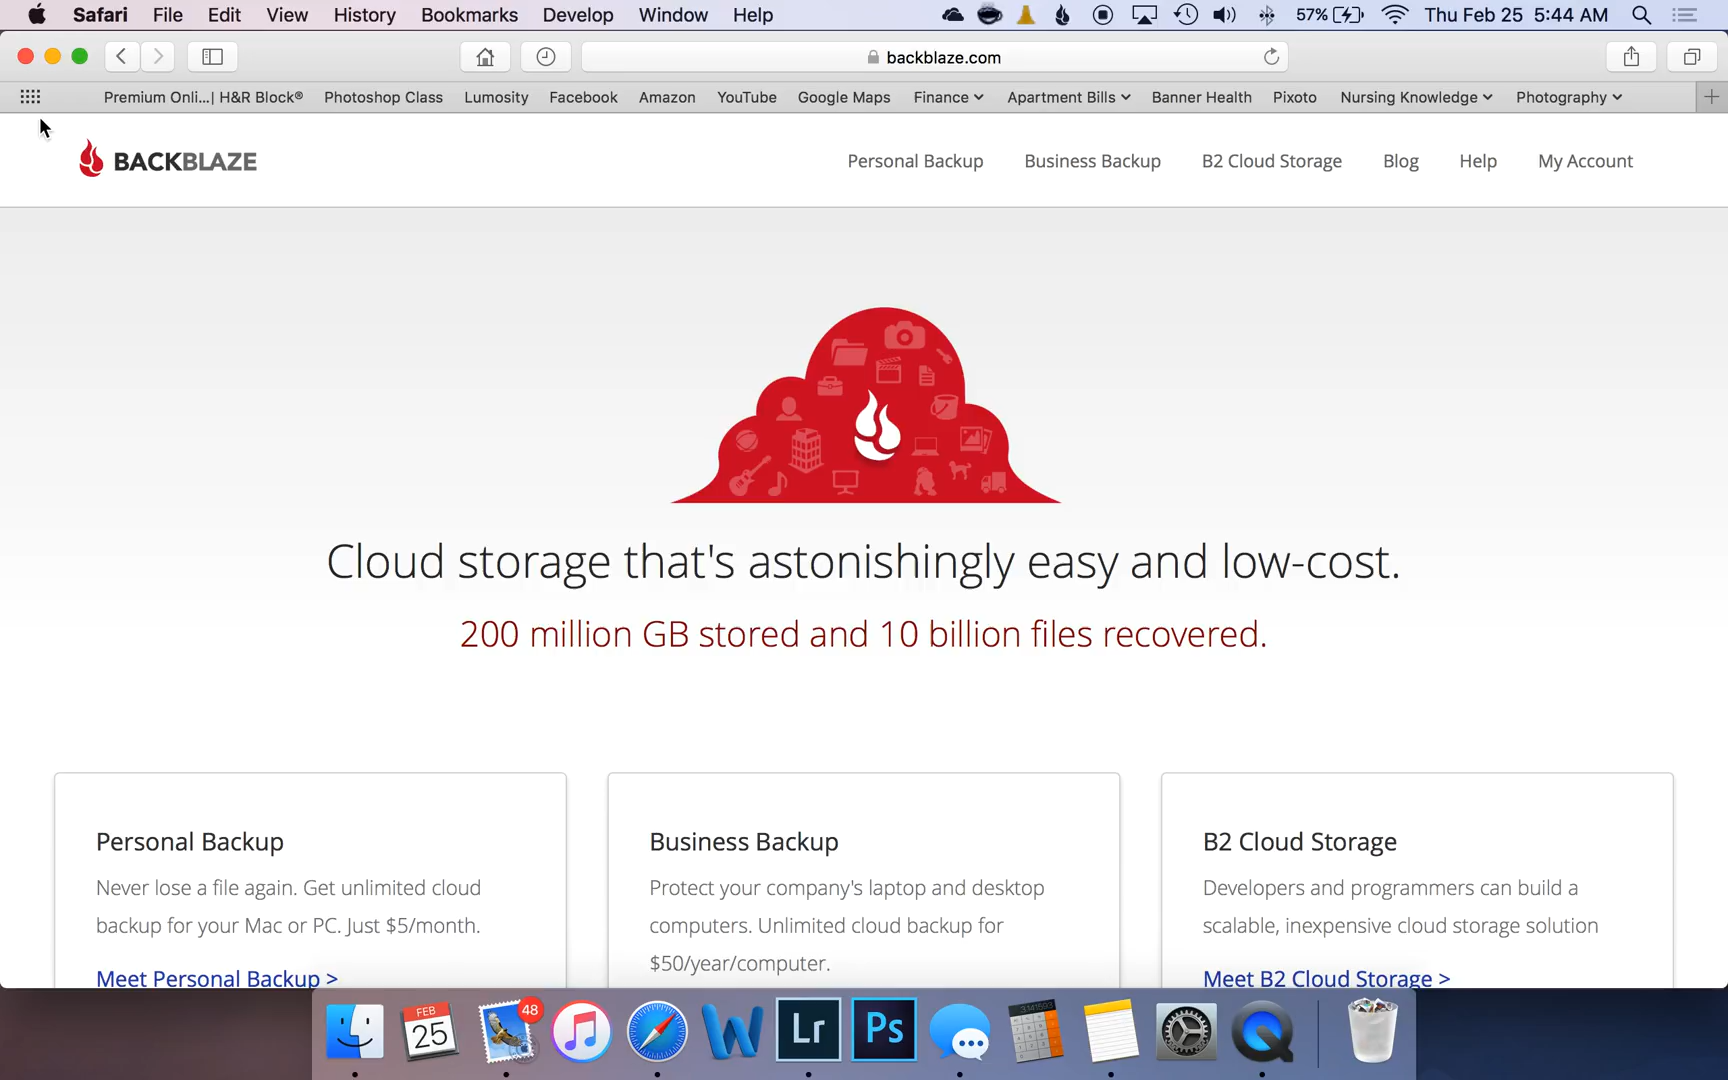 Safari File Edit View History Bookmarks Develop Window Help 57% Thu Feb 25 5:44 AM
backblaze.com
Premium Onli...| H&R Block® Photoshop Class Lumosity Facebook Amazon YouTube Google Maps Finance Apartment Bills Banner Health Pixoto Nursing Knowledge Photography
BACKBLAZE Personal Backup Business Backup B2 Cloud Storage Blog Help My Account
Cloud storage that's astonishingly easy and low-cost.
200 million GB stored and 10 billion files recovered.
Personal Backup
Never lose a file again. Get unlimited cloud
backup for your Mac or PC. Just $5/month.
Meet Personal Backup >
Business Backup
Protect your company's laptop and desktop
computers. Unlimited cloud backup for
$50/year/computer.
B2 Cloud Storage
Developers and programmers can build a
scalable, inexpensive cloud storage solution
Meet B2 Cloud Storage >
FEB
25
48
W
Lr
Ps
3.141593